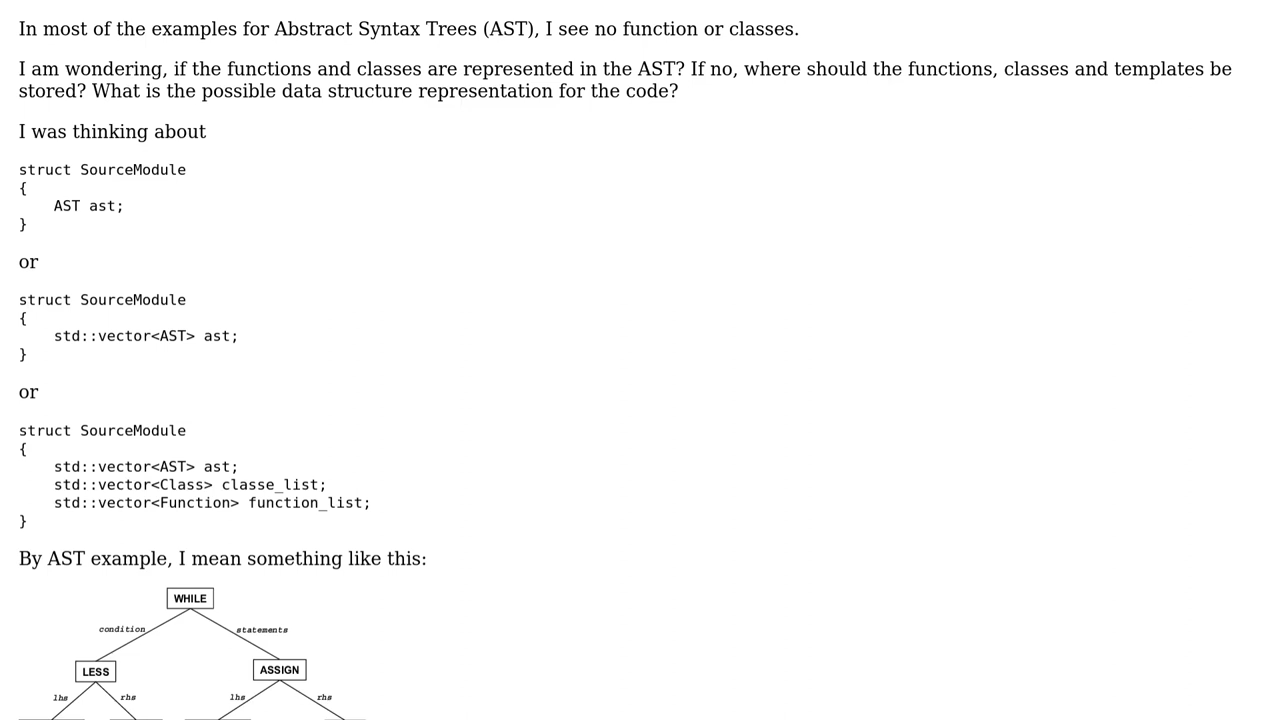 In most of the examples for Abstract Syntax Trees (AST), I see no function or classes.
I am wondering, if the functions and classes are represented in the AST? If no, where should the functions, classes and templates be
stored? What is the possible data structure representation for the code?
I was thinking about
struct SourceModule
{
    AST ast;
}
or
struct SourceModule
{
    std::vector<AST> ast;
}
or
struct SourceModule
{
    std::vector<AST> ast;
    std::vector<Class> classe_list;
    std::vector<Function> function_list;
}
By AST example, I mean something like this:
WHILE
condition statements
LESS ASSIGN
lhs rhs lhs rhs